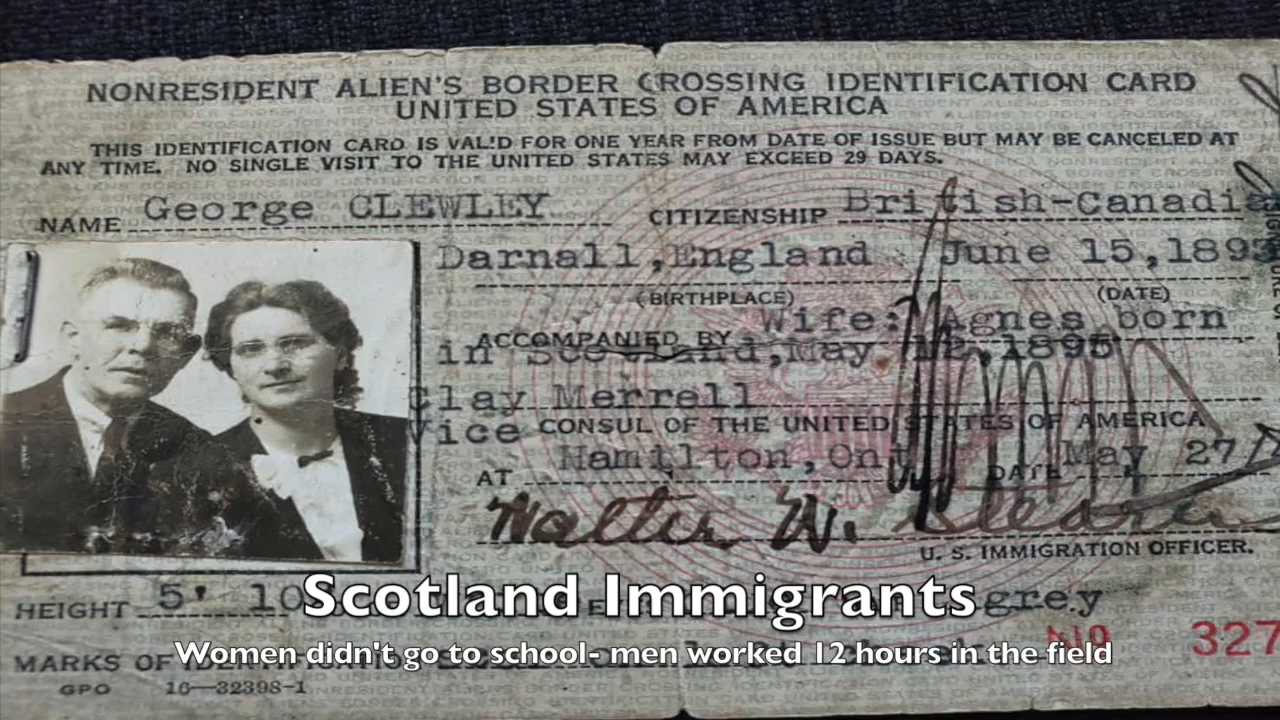 NONRESIDENT ALIEN'S BORDER CROSSING IDENTIFICATION CARD
UNITED STATES OF AMERICA
THIS IDENTIFICATION CARD IS VALID FOR ONE YEAR FROM DATE OF ISSUE BUT MAY BE CANCELED AT
ANY TIME. NO SINGLE VISIT TO THE UNITED STATES MAY EXCEED 29 DAYS.
NAME George CLEWLEY CITIZENSHIP British-Canadia
Darnall,England June 15,1893
(BIRTHPLACE) (DATE)
ACCOMPANIED BY Wife: Agnes born
in Scotland,May 12,1895
Clay Merrell
Vice CONSUL OF THE UNITED STATES OF AMERICA
AT Hamilton,Ont DATE May 27
Walter W.
U. S. IMMIGRATION OFFICER.
HEIGHT 5' 10 grey
Scotland Immigrants
No 327
MARKS OF
Women didn't go to school- men worked 12 hours in the field
GPO 16—32398-1